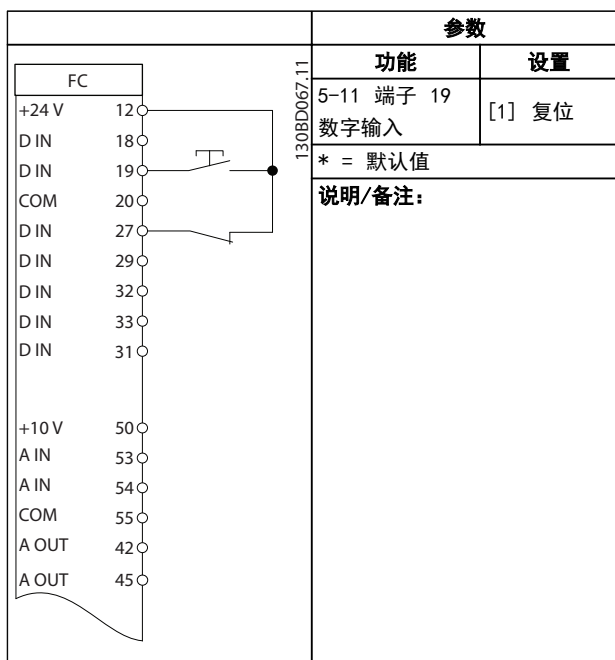 参数
功能 设置
5-11 端子 19 数字输入 [1] 复位
* = 默认值
说明/备注:
FC
+24 V 12
D IN 18
D IN 19
COM 20
D IN 27
D IN 29
D IN 32
D IN 33
D IN 31
+10 V 50
A IN 53
A IN 54
COM 55
A OUT 42
A OUT 45
130BD067.11